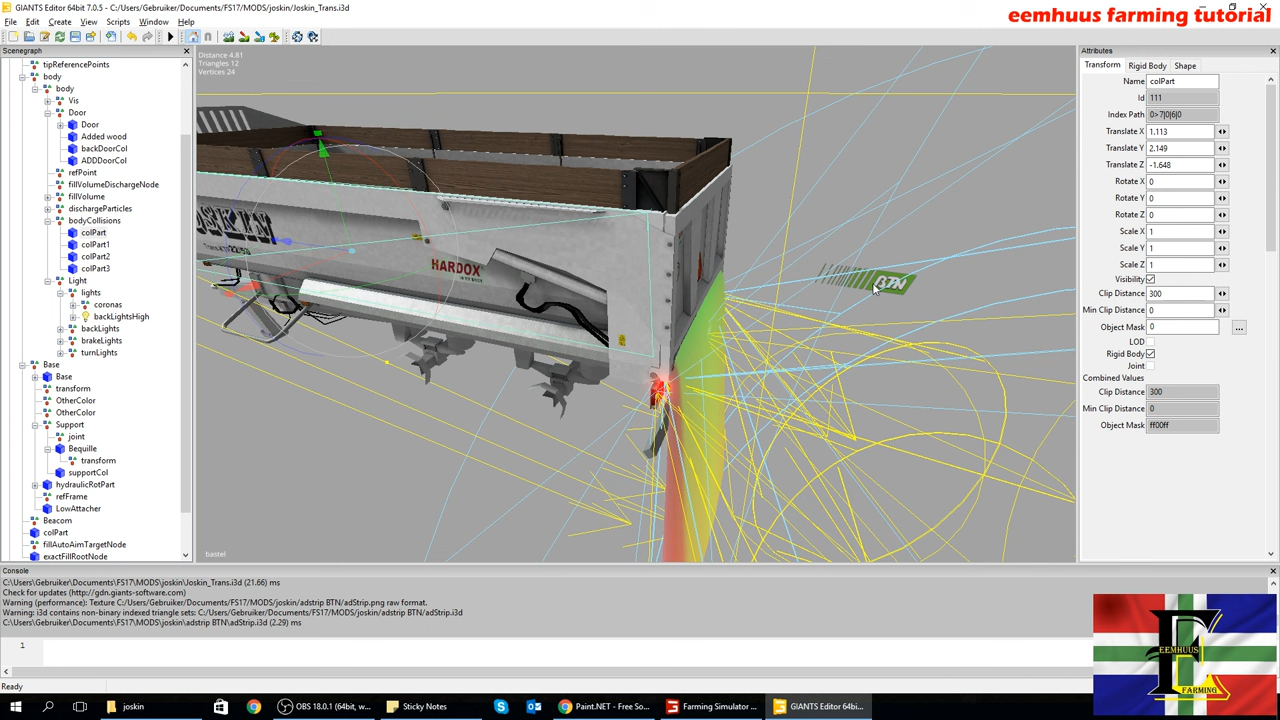 GIANTS Editor 64bit 7.0.5 - C:/Users/Gebruiker/Documents/FS17/MODS/joskin/Joskin_Trans.i3d
eemhuus farming tutorial
File Edit Create View Scripts Window Help
Scenegraph
tipReferencePoints
body
body
Vis
Door
Door
Added wood
backDoorCol
ADDDoorCol
refPoint
fillVolumeDischargeNode
fillVolume
dischargeParticles
bodyCollisions
colPart
colPart1
colPart2
colPart3
Light
lights
coronas
backLightsHigh
backLights
brakeLights
turnLights
Base
Base
transform
OtherColor
OtherColor
Support
joint
Bequille
transform
supportCol
hydraulicRotPart
refFrame
LowAttacher
Beacom
colPart
fillAutoAimTargetNode
exactFillRootNode
Distance 4.81
Triangles 12
Vertices 24
HARDOX
BTN
bastel
Attributes
Transform Rigid Body Shape
Name colPart
Id 111
Index Path 0>7|0|6|0
Translate X 1.113
Translate Y 2.149
Translate Z -1.648
Rotate X 0
Rotate Y 0
Rotate Z 0
Scale X 1
Scale Y 1
Scale Z 1
Visibility
Clip Distance 300
Min Clip Distance 0
Object Mask 0 ...
LOD
Rigid Body
Joint
Combined Values
Clip Distance 300
Min Clip Distance 0
Object Mask ff00ff
Console
C:/Users/Gebruiker/Documents/FS17/MODS/joskin/Joskin_Trans.i3d (21.66) ms
Check for updates (http://gdn.giants-software.com)
Warning (performance): Texture C:/Users/Gebruiker/Documents/FS17/MODS/joskin/adstrip BTN/adStrip.png raw format.
Warning: i3d contains non-binary indexed triangle sets: C:/Users/Gebruiker/Documents/FS17/MODS/joskin/adstrip BTN/adStrip.i3d
C:\Users\Gebruiker\Documents\FS17\MODS\joskin\adstrip BTN\adStrip.i3d (2.29) ms
1
Ready
EEMHUUS
FARMING
joskin
OBS 18.0.1 (64bit, w...
Sticky Notes
Paint.NET - Free So...
Farming Simulator ...
GIANTS Editor 64bi...